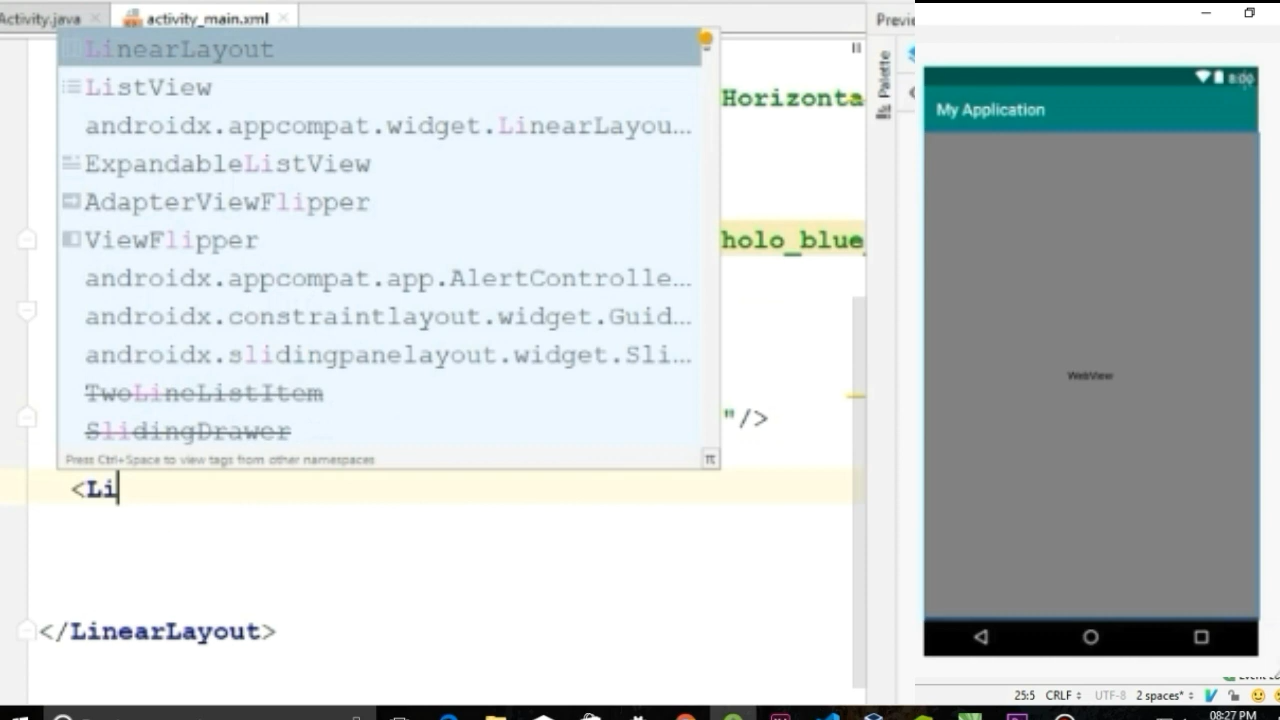 Activity.java
activity_main.xml
Previ
LinearLayout
ListView
androidx.appcompat.widget.LinearLayou...
ExpandableListView
AdapterViewFlipper
ViewFlipper
androidx.appcompat.app.AlertControlle...
androidx.constraintlayout.widget.Guid...
androidx.slidingpanelayout.widget.Sli...
TwoLineListItem
SlidingDrawer
Press Ctrl+Space to view tags from other namespaces
π
Horizonta
holo_blue_
"/>
<Li
</LinearLayout>
Palette
8:00
My Application
WebView
25:5 CRLF UTF-8 2 spaces*
08:27 PM